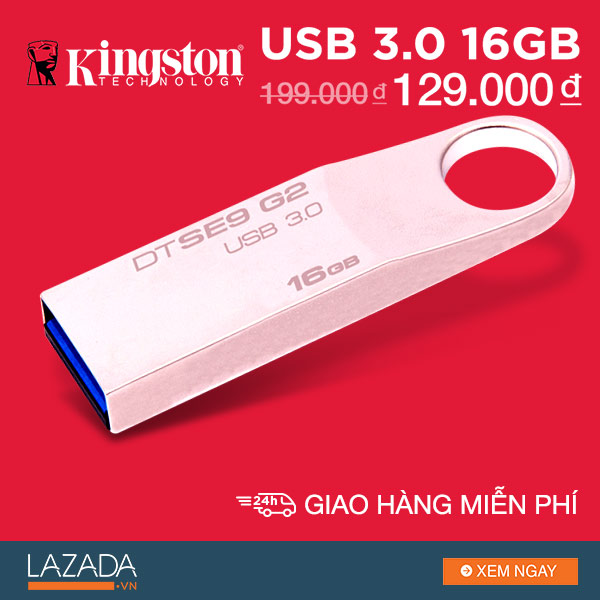 Kingston
TECHNOLOGY
USB 3.0 16GB
199.000 đ 129.000 đ
DTSE9 G2
USB 3.0
16GB
24h
GIAO HÀNG MIỄN PHÍ
LAZADA
.VN
XEM NGAY